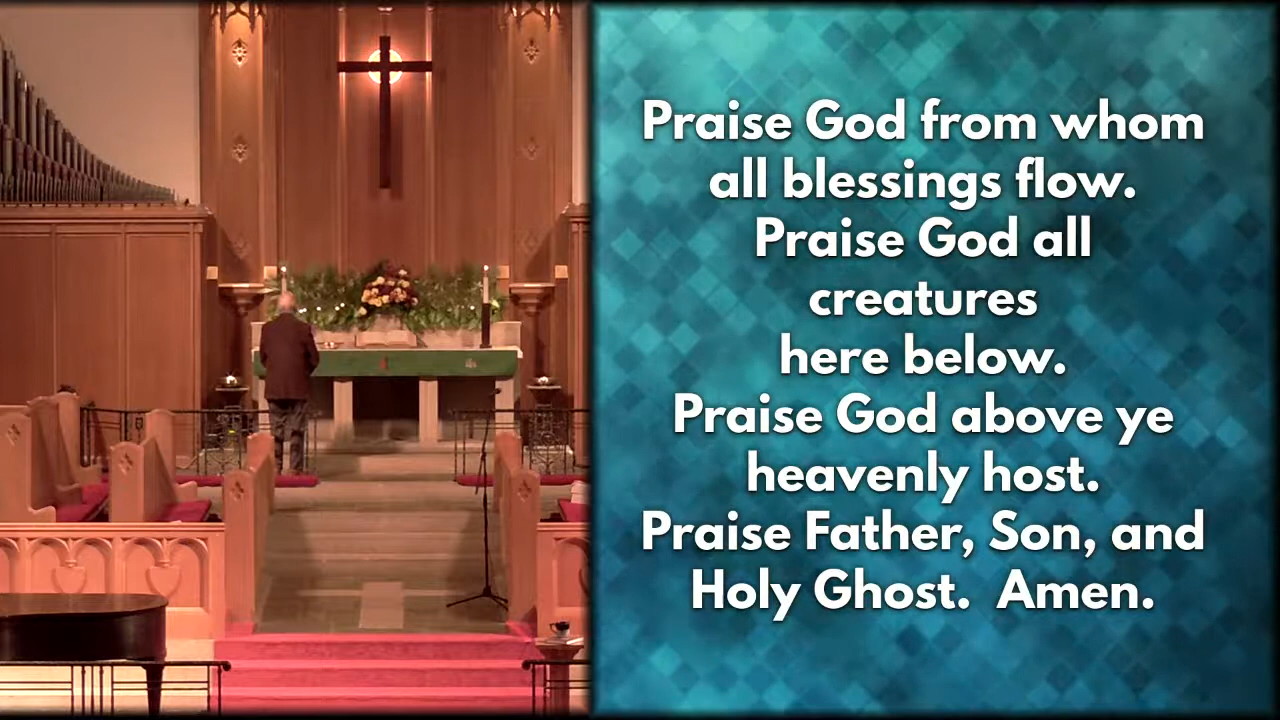 Praise God from whom
all blessings flow.
Praise God all
creatures
here below.
Praise God above ye
heavenly host.
Praise Father, Son, and
Holy Ghost.  Amen.